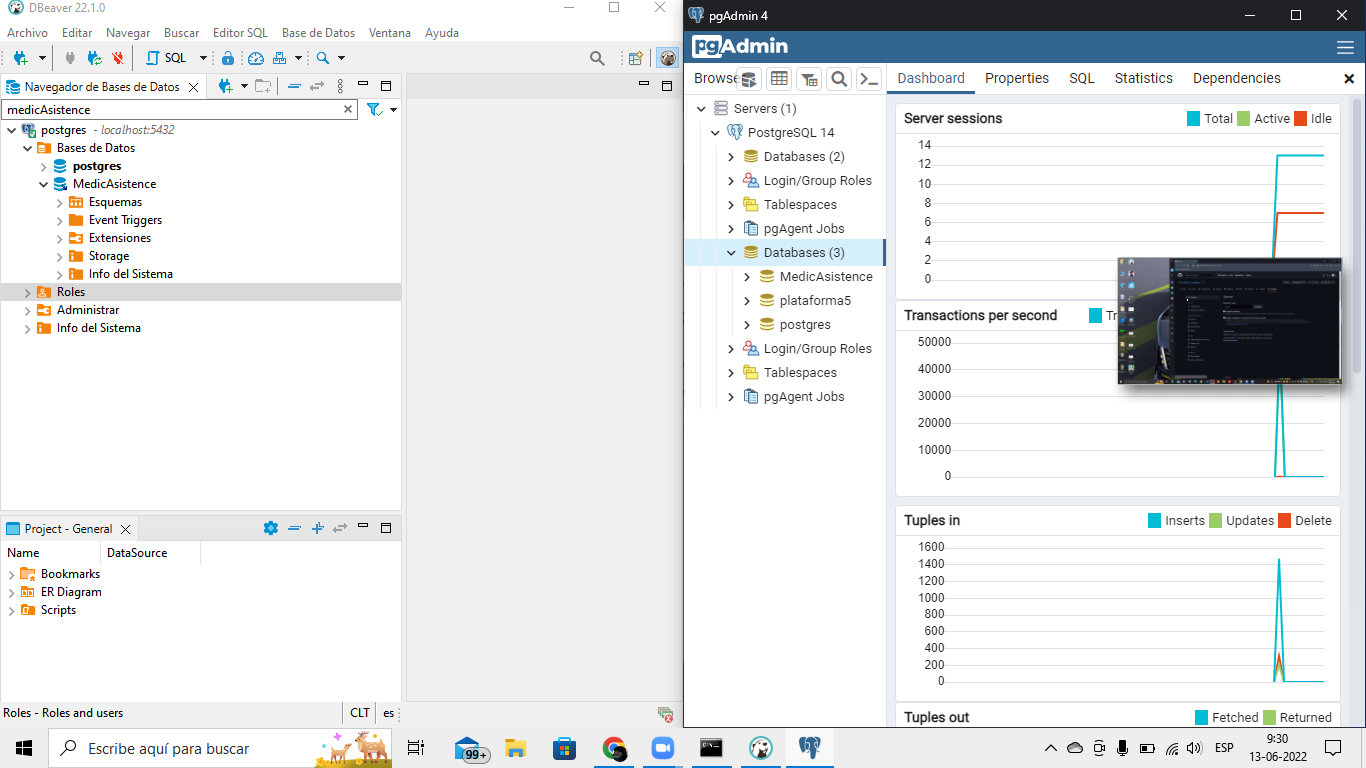 DBeaver 22.1.0
Archivo Editar Navegar Buscar Editor SQL Base de Datos Ventana Ayuda
SQL
Navegador de Bases de Datos
medicAsistence
postgres - localhost:5432
Bases de Datos
postgres
MedicAsistence
Esquemas
Event Triggers
Extensiones
Storage
Info del Sistema
Roles
Administrar
Info del Sistema
Project - General
Name DataSource
Bookmarks
ER Diagram
Scripts
Roles - Roles and users CLT es
pgAdmin 4
pgAdmin
Browse
Dashboard Properties SQL Statistics Dependencies
Servers (1)
PostgreSQL 14
Databases (2)
Login/Group Roles
Tablespaces
pgAgent Jobs
Databases (3)
MedicAsistence
plataforma5
postgres
Login/Group Roles
Tablespaces
pgAgent Jobs
Server sessions Total Active Idle
14
12
10
8
6
4
2
0
Transactions per second
50000
40000
30000
20000
10000
0
Tuples in Inserts Updates Delete
1600
1400
1000
800
600
400
200
0
Tuples out Fetched Returned
Escribe aquí para buscar
99+
ESP
9:30
13-06-2022